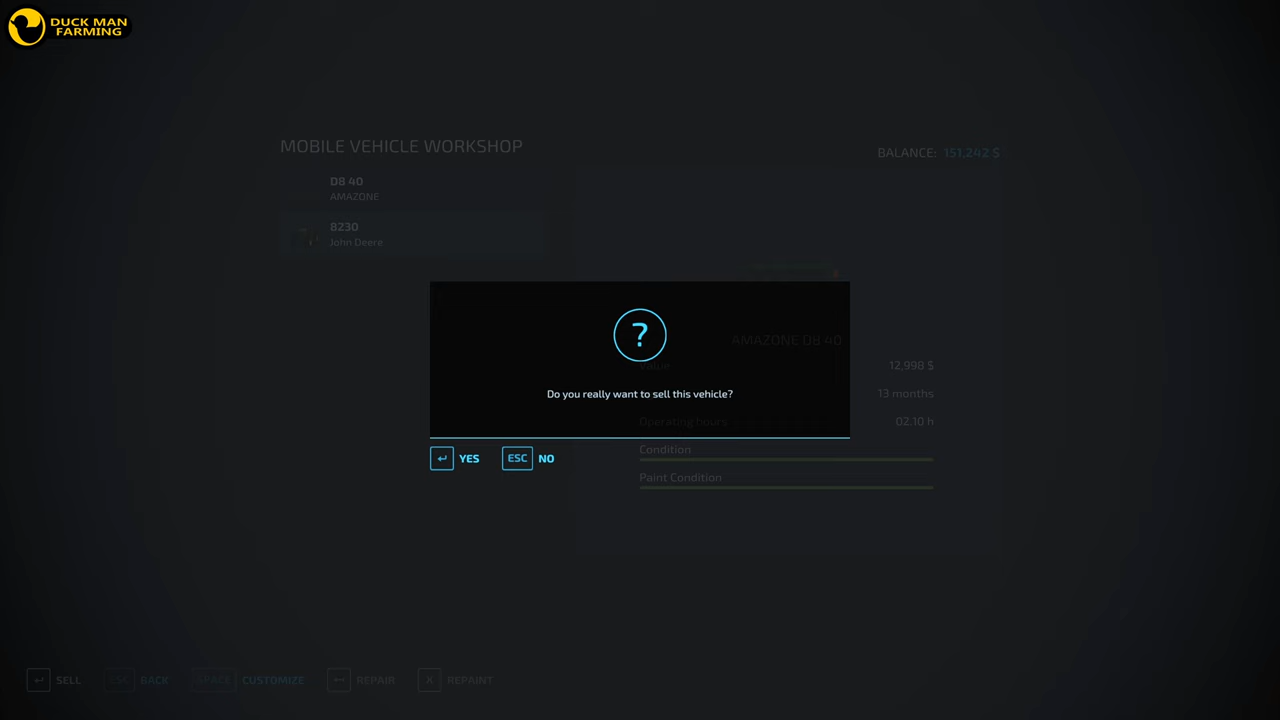 DUCK MAN
FARMING
MOBILE VEHICLE WORKSHOP
BALANCE: 151,242 $
D8 40
AMAZONE
8230
John Deere
?
AMAZONE D8 40
Value 12,998 $
Do you really want to sell this vehicle?
13 months
Operating hours 02.10 h
Condition
Paint Condition
↵ YES ESC NO
↵ SELL ESC BACK SPACE CUSTOMIZE REPAIR X REPAINT